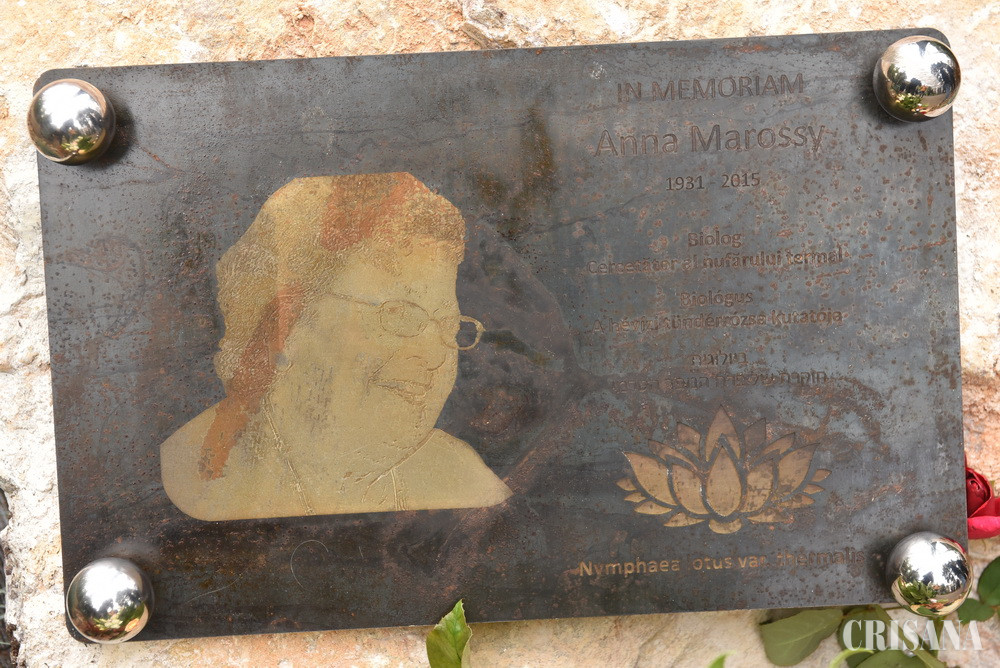 IN MEMORIAM
Anna Marossy
1931 - 2015
Biolog
Cercetător al nufărului termal
Biológus
A hévízi tündérrózsa kutatója
ביולוגית
Nymphaea lotus var. thermalis
CRISANA